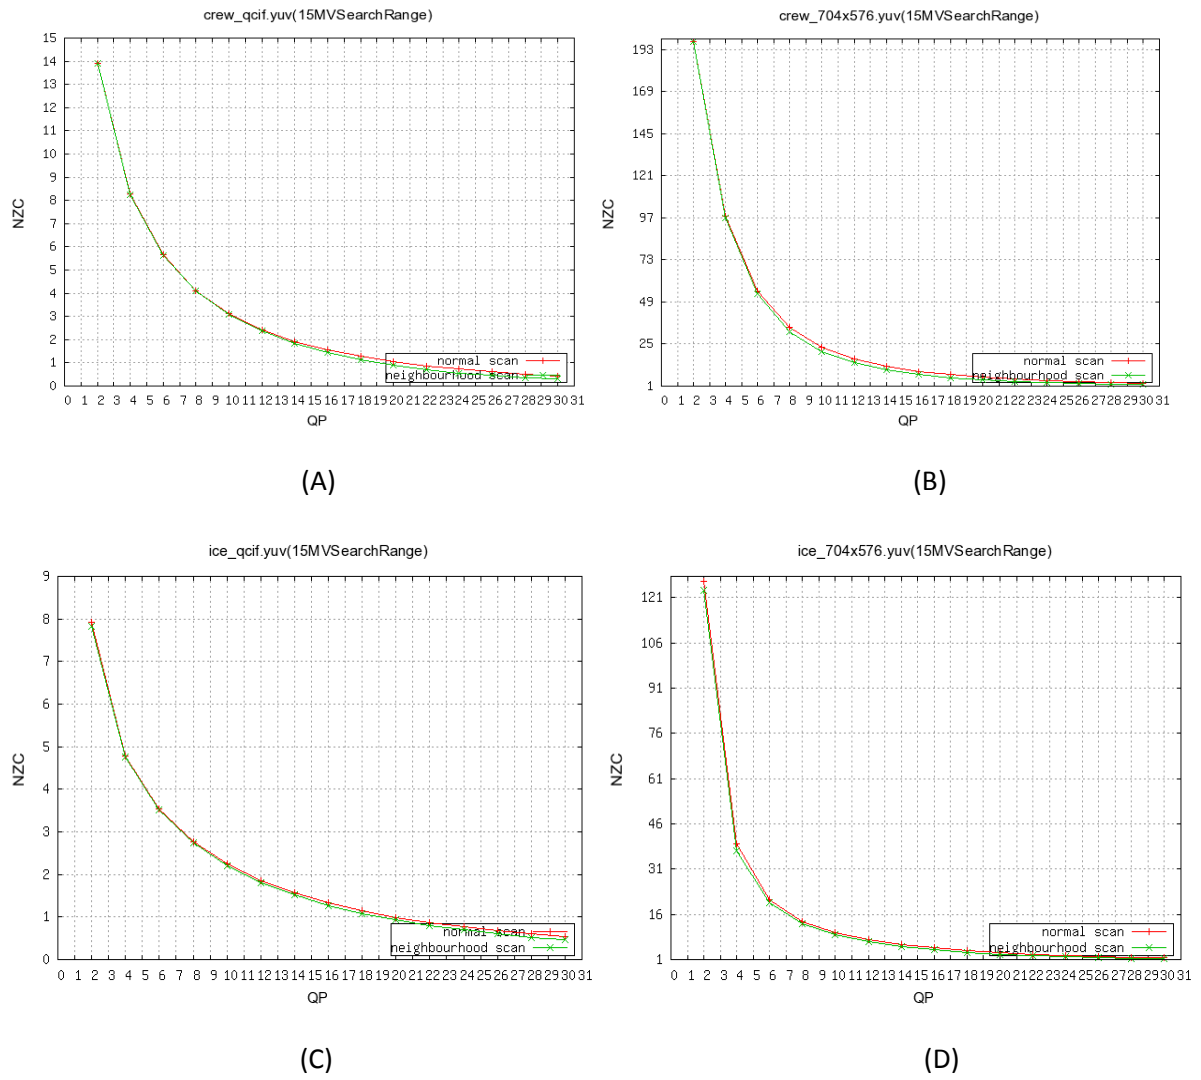 crew_qcif.yuv(15MVSearchRange)
15
14
13
12
11
10
9
8
7
6
5
4
3
2
1
0
NZC
normal scan
neighbourhood scan
0 1 2 3 4 5 6 7 8 9 10 11 12 13 14 15 16 17 18 19 20 21 22 23 24 25 26 27 28 29 30 31
QP
(A)
crew_704x576.yuv(15MVSearchRange)
193
169
145
121
97
73
49
25
1
NZC
normal scan
neighbourhood scan
0 1 2 3 4 5 6 7 8 9 10 11 12 13 14 15 16 17 18 19 20 21 22 23 24 25 26 27 28 29 30 31
QP
(B)
ice_qcif.yuv(15MVSearchRange)
9
8
7
6
5
4
3
2
1
0
NZC
normal scan
neighbourhood scan
0 1 2 3 4 5 6 7 8 9 10 11 12 13 14 15 16 17 18 19 20 21 22 23 24 25 26 27 28 29 30 31
QP
(C)
ice_704x576.yuv(15MVSearchRange)
121
106
91
76
61
46
31
16
1
NZC
normal scan
neighbourhood scan
0 1 2 3 4 5 6 7 8 9 10 11 12 13 14 15 16 17 18 19 20 21 22 23 24 25 26 27 28 29 30 31
QP
(D)